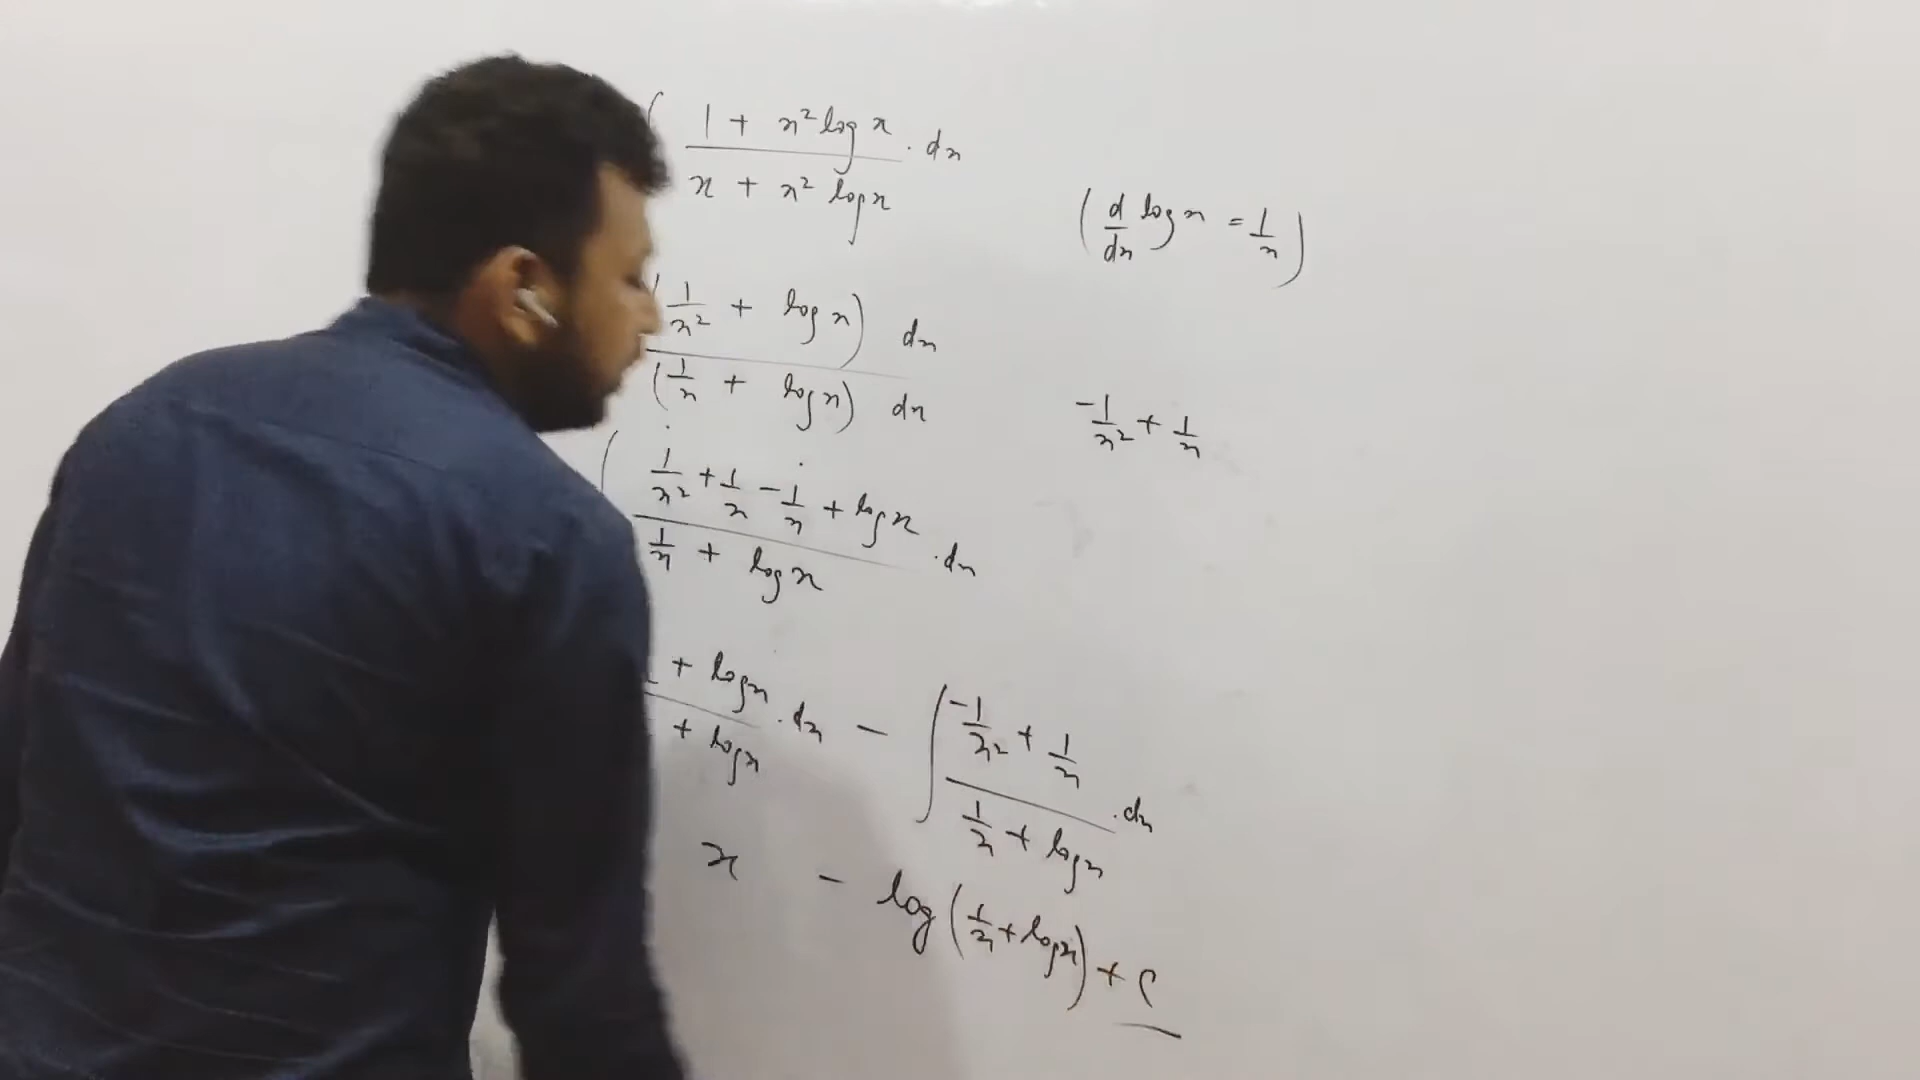 1 + x² log x . dx
x + x² log x
( d/dx log x = 1/x )
( 1/x² + log x ) dx
( 1/x + log x ) dx
-1/x² + 1/x
∫ 1/x² + 1/x - 1/x + log x . dx
1/x + log x
+ log x . dx - ∫ -1/x² + 1/x . dx
+ log x 1/x + log x
x - log ( 1/x + log x ) + C